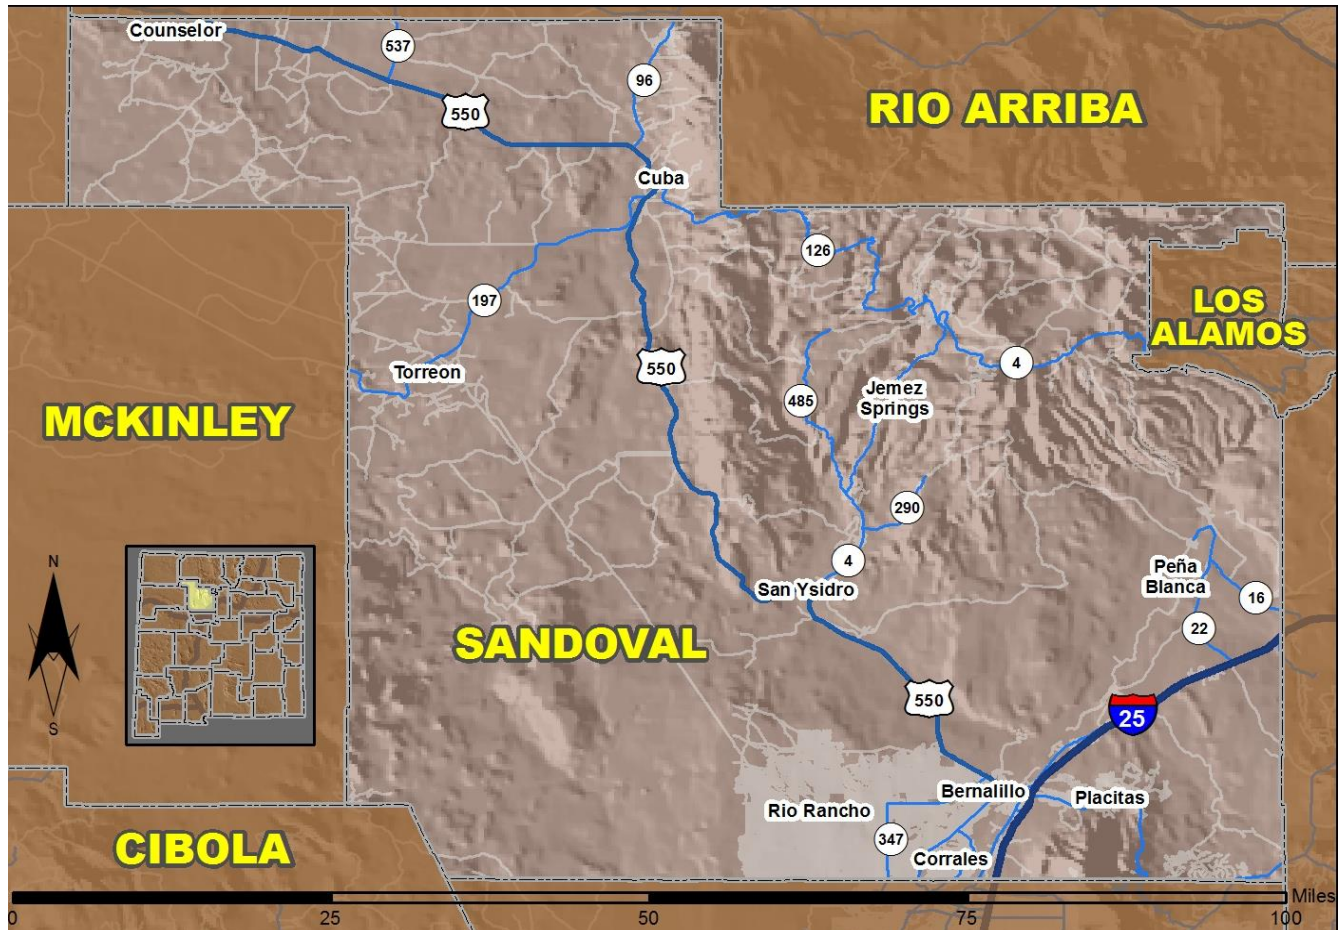 Counselor
537
96
550
RIO ARRIBA
Cuba
126
197
LOS
ALAMOS
550
4
Torreon
Jemez
Springs
485
MCKINLEY
290
N
4
Peña
Blanca
San Ysidro
16
22
SANDOVAL
550
25
S
Bernalillo
Placitas
Rio Rancho
347
Corrales
CIBOLA
Miles
0
25
50
75
100